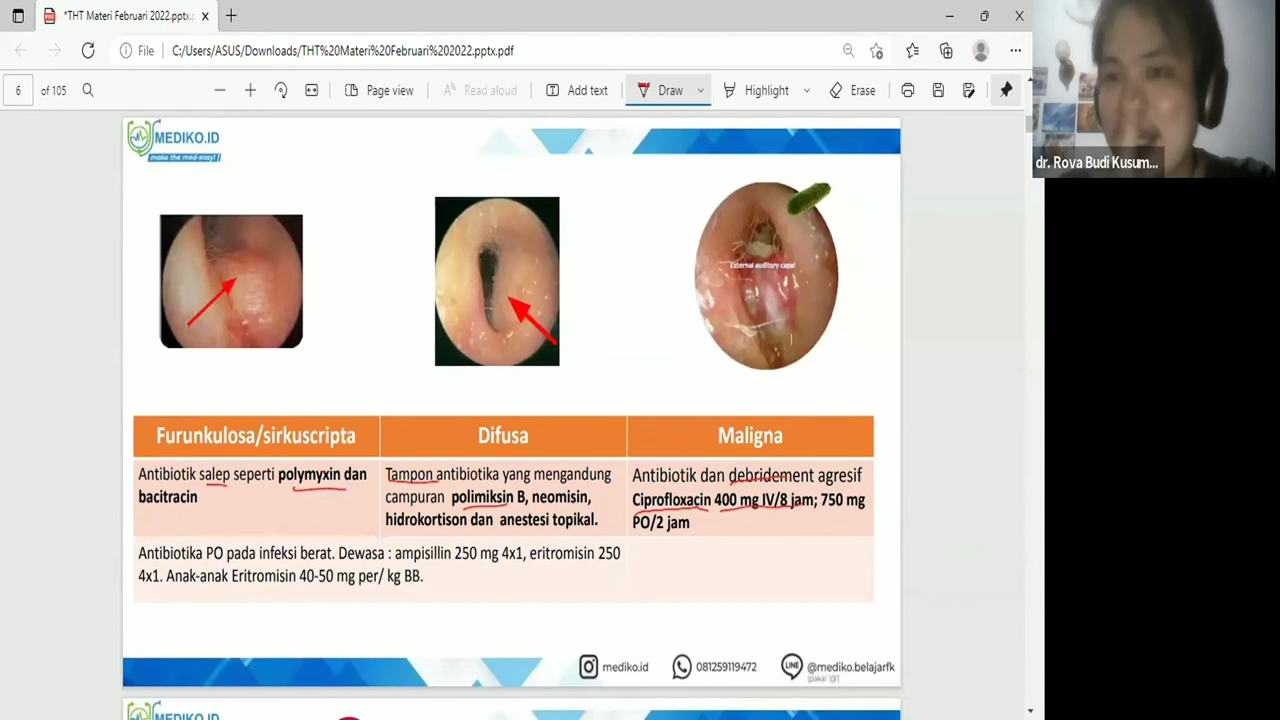 *THT Materi Februari 2022.pptx.
File
C:/Users/ASUS/Downloads/THT%20Materi%20Februari%202022.pptx.pdf
6 of 105
Page view
Read aloud
Add text
Draw
Highlight
Erase
dr. Rova Budi Kusum...
MEDIKO.ID
make the med-easy!
External auditory canal
Furunkulosa/sirkuscripta
Difusa
Maligna
Antibiotik salep seperti polymyxin dan
bacitracin
Tampon antibiotika yang mengandung
campuran polimiksin B, neomisin,
hidrokortison dan anestesi topikal.
Antibiotik dan debridement agresif
Ciprofloxacin 400 mg IV/8 jam; 750 mg
PO/2 jam
Antibiotika PO pada infeksi berat. Dewasa : ampisillin 250 mg 4x1, eritromisin 250
4x1. Anak-anak Eritromisin 40-50 mg per/ kg BB.
mediko.id
081259119472
LINE
@mediko.belajarfk
(pakai '@')
MEDIKO.ID